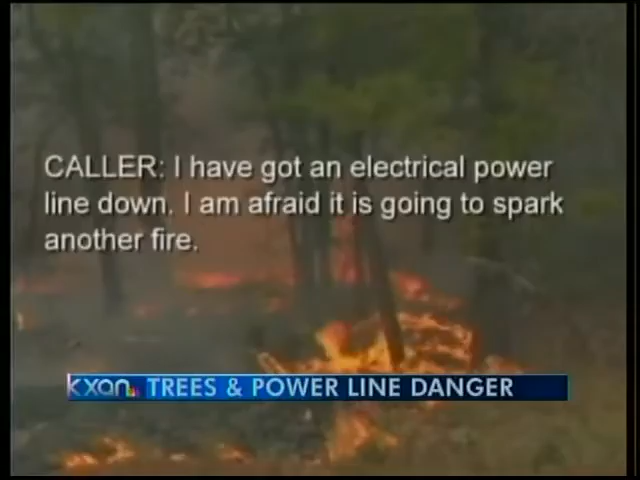 CALLER: I have got an electrical power
line down. I am afraid it is going to spark
another fire.
kxan TREES & POWER LINE DANGER